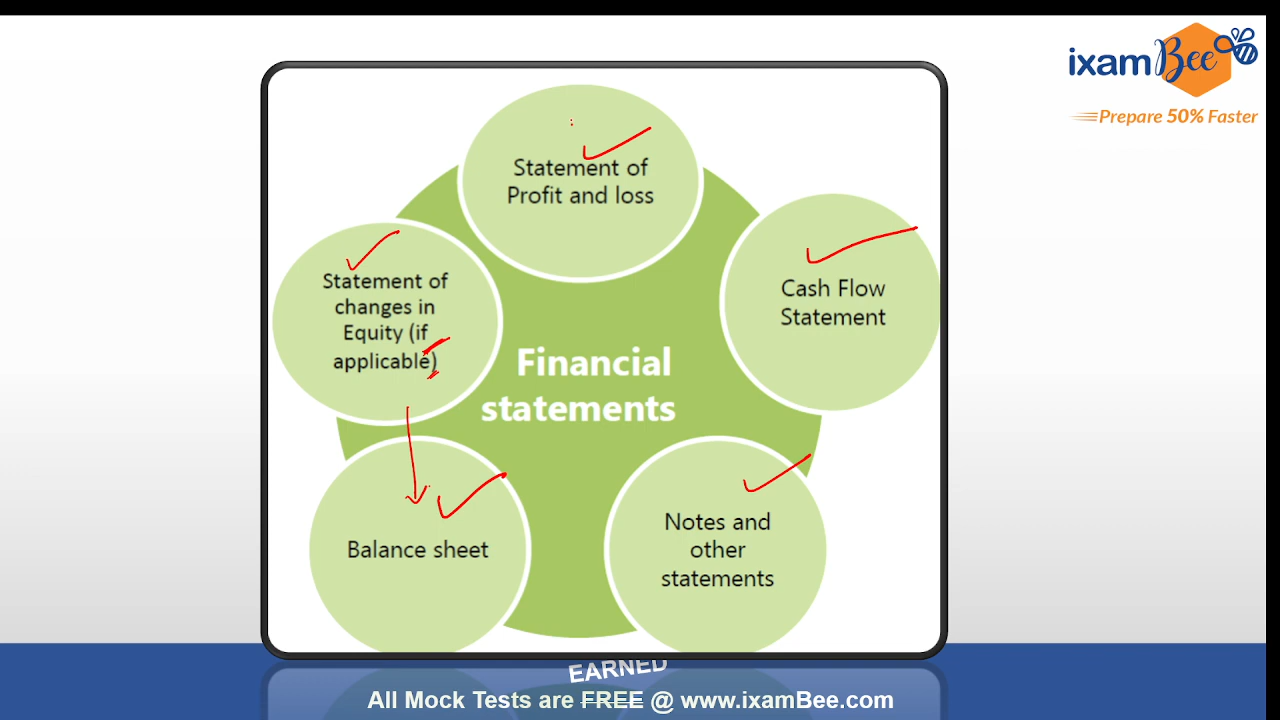 ixamBee
Prepare 50% Faster
Statement of
Profit and loss
Cash Flow
Statement
Statement of
changes in
Equity (if
applicable)
Financial
statements
Balance sheet
Notes and
other
statements
EARNED
All Mock Tests are FREE @ www.ixamBee.com